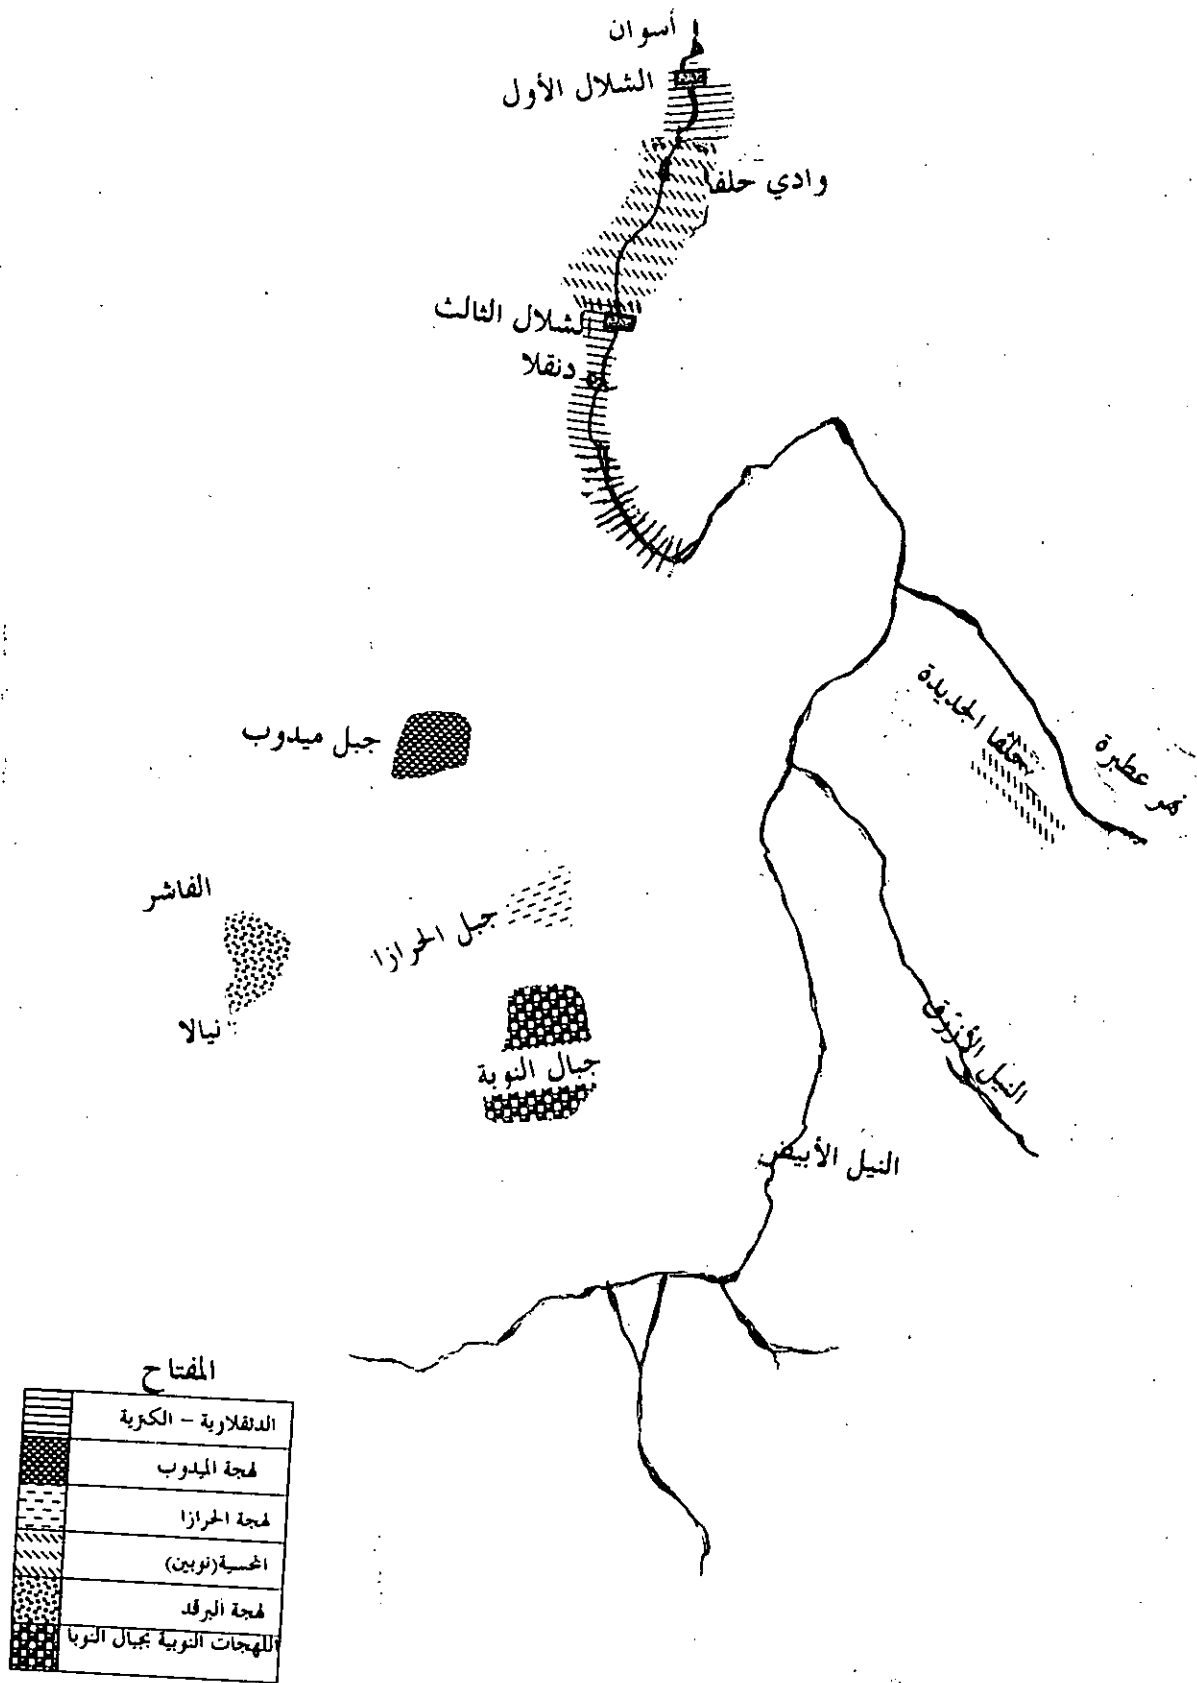 أسوان
الشلال الأول
وادي حلفا
الشلال الثالث
دنقلا
حلفا الجديدة
نهر عطبرة
جبل ميدوب
الفاشر
جبل الحرازا
نيالا
جبال النوبة
النيل الأزرق
النيل الأبيض
المفتاح
الدنقلاوية – الكنزية
لهجة الميدوب
لهجة الحرازا
المحسية(نوبين)
لهجة البرقد
اللهجات النوبية بجبال النوبا